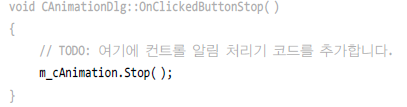 void CAnimationDlg::OnClickedButtonStop()
{
    // TODO: 여기에 컨트롤 알림 처리기 코드를 추가합니다.
    m_cAnimation.Stop();
}